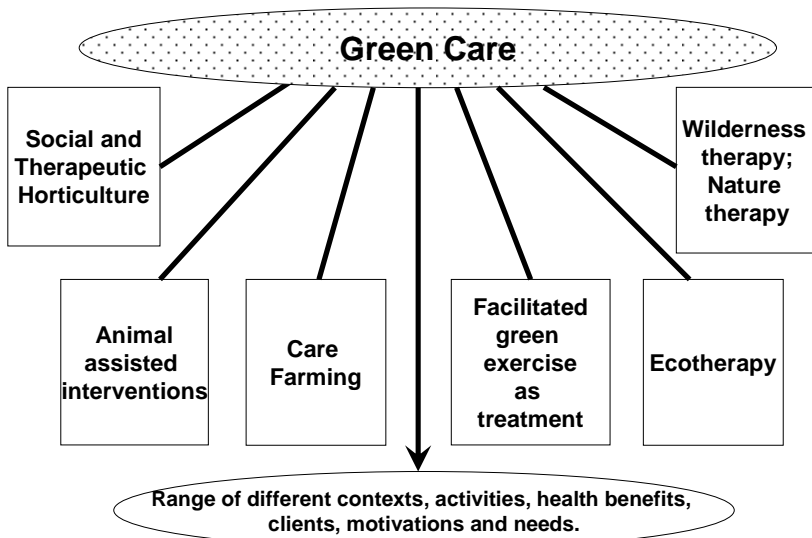 Green Care
Social and
Therapeutic
Horticulture
Wilderness
therapy;
Nature
therapy
Animal
assisted
interventions
Care
Farming
Facilitated
green
exercise
as
treatment
Ecotherapy
Range of different contexts, activities, health benefits,
clients, motivations and needs.